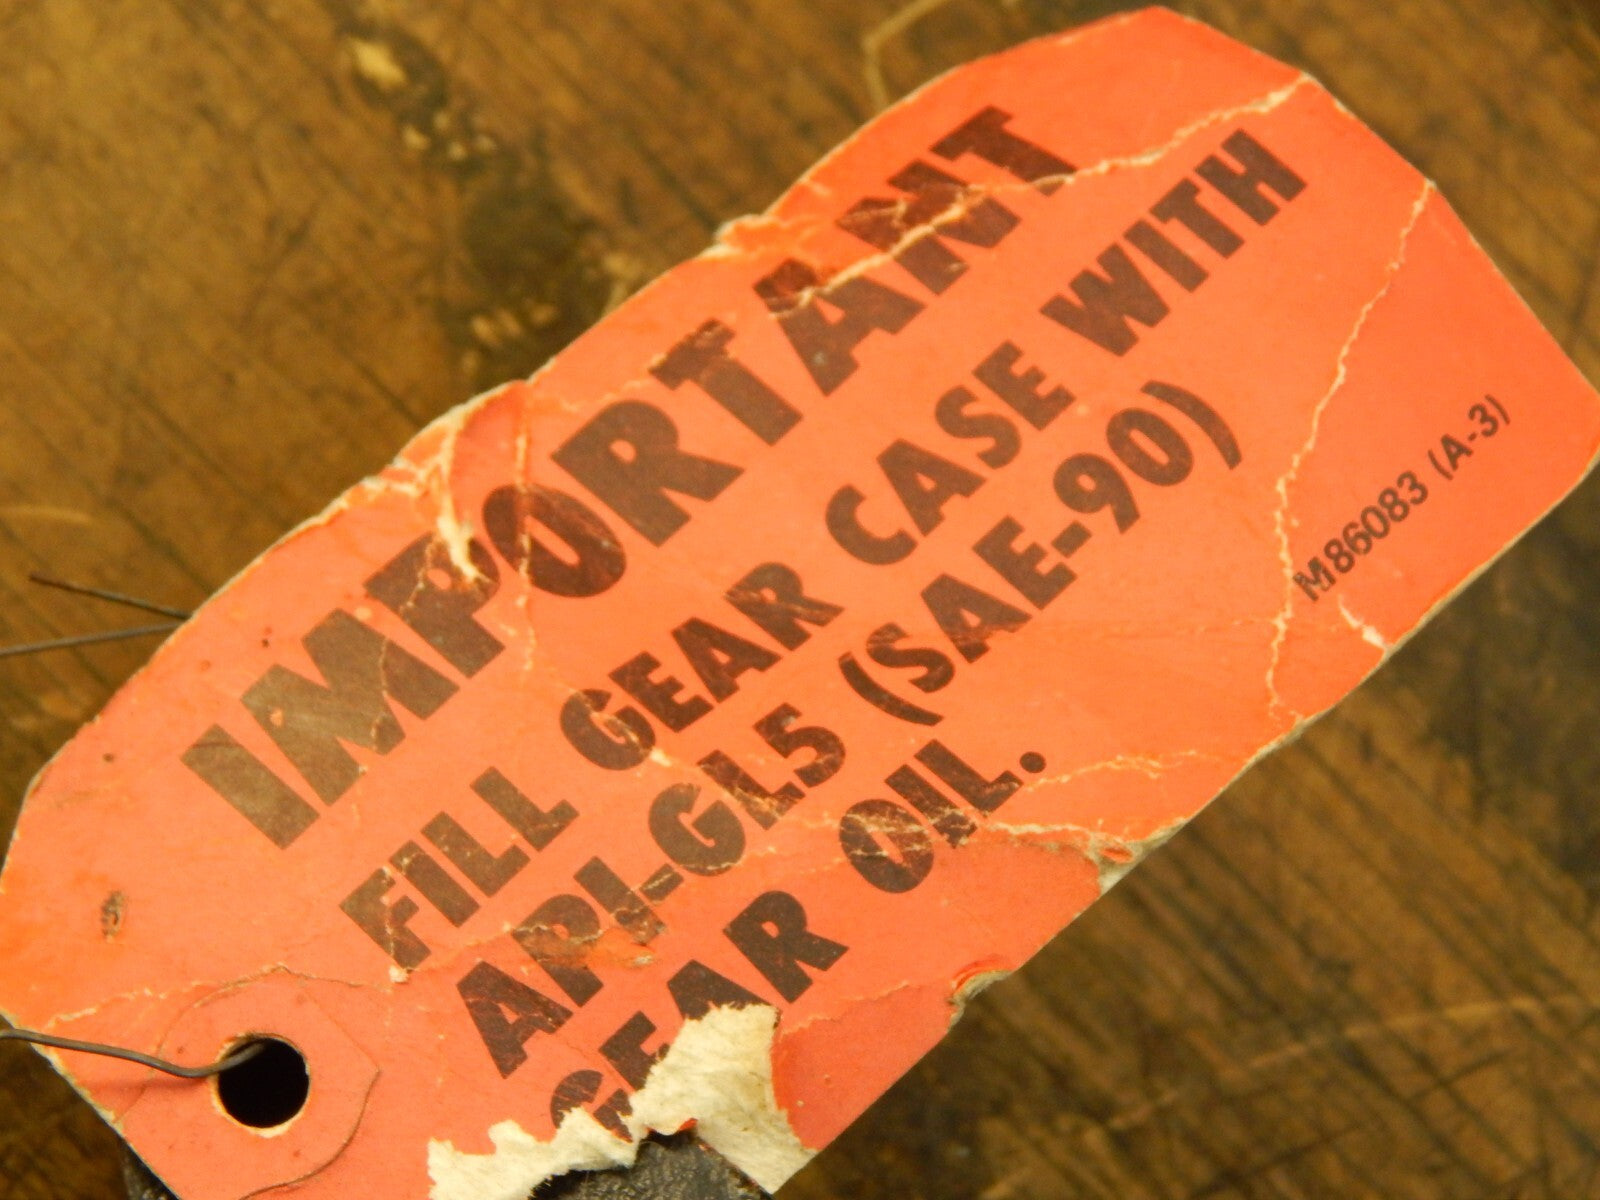 IMPORTANT
FILL GEAR CASE WITH
API-GL5 (SAE-90)
GEAR OIL.
M86083 (A-3)